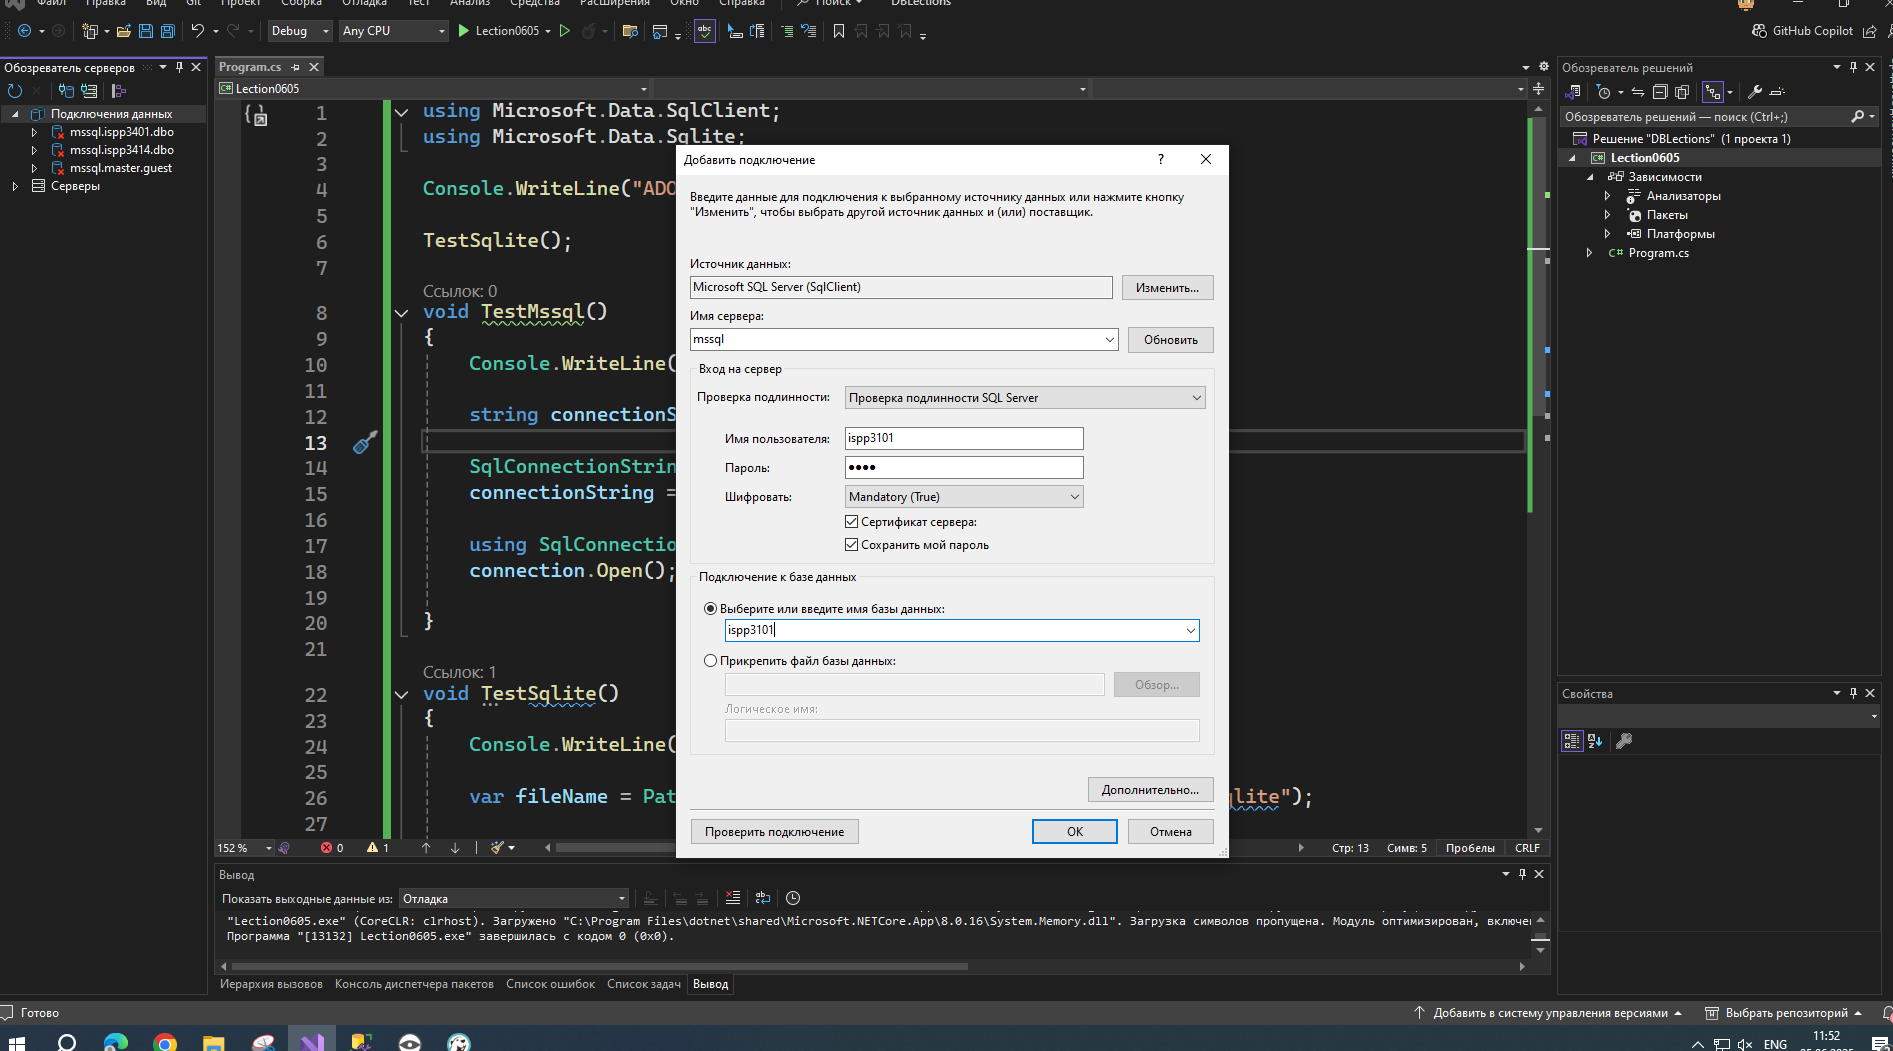 Файл Правка Вид Git Проект Сборка Отладка Тест Анализ Средства Расширения Окно Справка Поиск DBLections
Debug Any CPU Lection0605 GitHub Copilot
Обозреватель серверов
Подключения данных
mssql.ispp3401.dbo
mssql.ispp3414.dbo
mssql.master.guest
Серверы
Program.cs
Lection0605
1 using Microsoft.Data.SqlClient;
2 using Microsoft.Data.Sqlite;
3
4 Console.WriteLine("ADO
5
6 TestSqlite();
7
Ссылок: 0
8 void TestMssql()
9 {
10 Console.WriteLine(
11
12 string connectionS
13
14 SqlConnectionStrin
15 connectionString =
16
17 using SqlConnectio
18 connection.Open();
19
20 }
21
Ссылок: 1
22 void TestSqlite()
23 {
24 Console.WriteLine(
25
26 var fileName = Pat qlite");
27
152 % 0 1 Стр: 13 Симв: 5 Пробелы CRLF
Добавить подключение ?
Введите данные для подключения к выбранному источнику данных или нажмите кнопку
"Изменить", чтобы выбрать другой источник данных и (или) поставщик.
Источник данных:
Microsoft SQL Server (SqlClient) Изменить...
Имя сервера:
mssql Обновить
Вход на сервер
Проверка подлинности: Проверка подлинности SQL Server
Имя пользователя: ispp3101
Пароль: ●●●●
Шифровать: Mandatory (True)
Сертификат сервера:
Сохранить мой пароль
Подключение к базе данных
Выберите или введите имя базы данных:
ispp3101
Прикрепить файл базы данных:
Обзор...
Логическое имя:
Дополнительно...
Проверить подключение OK Отмена
Обозреватель решений
Обозреватель решений — поиск (Ctrl+;)
Решение "DBLections" (1 проекта 1)
Lection0605
Зависимости
Анализаторы
Пакеты
Платформы
C# Program.cs
Свойства
Вывод
Показать выходные данные из: Отладка
"Lection0605.exe" (CoreCLR: clrhost). Загружено "C:\Program Files\dotnet\shared\Microsoft.NETCore.App\8.0.16\System.Memory.dll". Загрузка символов пропущена. Модуль оптимизирован, включен
Программа "[13132] Lection0605.exe" завершилась с кодом 0 (0x0).
Иерархия вызовов Консоль диспетчера пакетов Список ошибок Список задач Вывод
Готово Добавить в систему управления версиями Выбрать репозиторий
ENG 11:52